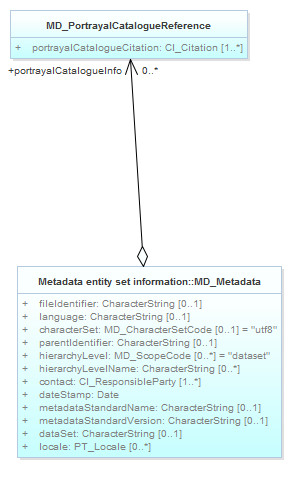 MD_PortrayalCatalogueReference
+ portrayalCatalogueCitation: CI_Citation [1..*]
+portrayalCatalogueInfo 0..*
Metadata entity set information::MD_Metadata
+ fileIdentifier: CharacterString [0..1]
+ language: CharacterString [0..1]
+ characterSet: MD_CharacterSetCode [0..1] = "utf8"
+ parentIdentifier: CharacterString [0..1]
+ hierarchyLevel: MD_ScopeCode [0..*] = "dataset"
+ hierarchyLevelName: CharacterString [0..*]
+ contact: CI_ResponsibleParty [1..*]
+ dateStamp: Date
+ metadataStandardName: CharacterString [0..1]
+ metadataStandardVersion: CharacterString [0..1]
+ dataSet: CharacterString [0..1]
+ locale: PT_Locale [0..*]